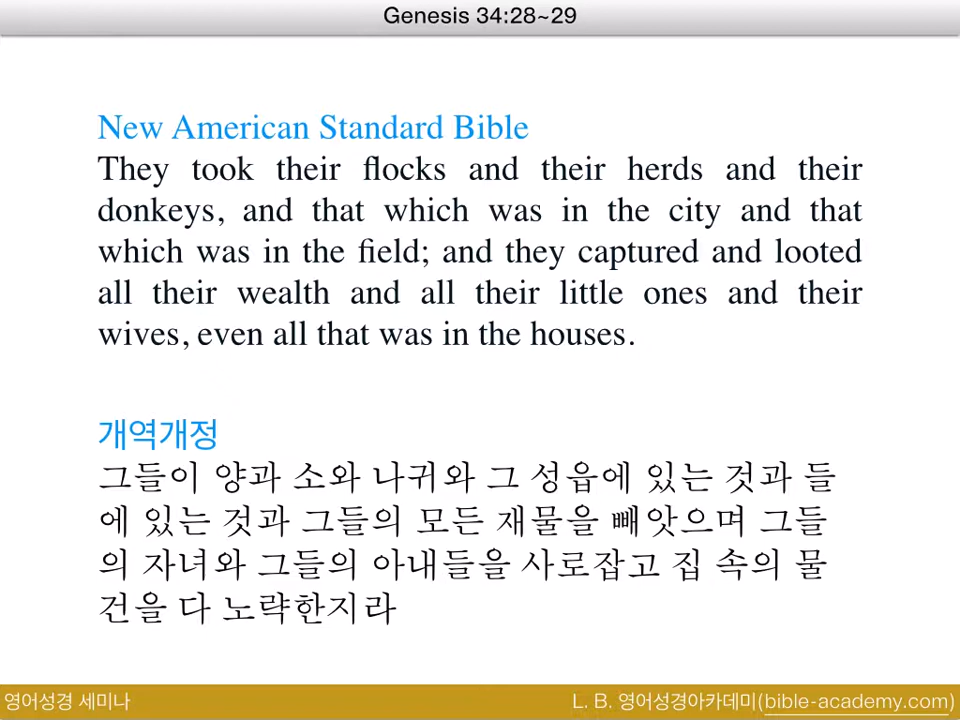 Genesis 34:28~29
New American Standard Bible
They took their flocks and their herds and their
donkeys, and that which was in the city and that
which was in the field; and they captured and looted
all their wealth and all their little ones and their
wives, even all that was in the houses.
개역개정
그들이 양과 소와 나귀와 그 성읍에 있는 것과 들
에 있는 것과 그들의 모든 재물을 빼앗으며 그들
의 자녀와 그들의 아내들을 사로잡고 집 속의 물
건을 다 노략한지라
영어성경 세미나
L. B. 영어성경아카데미(bible-academy.com)